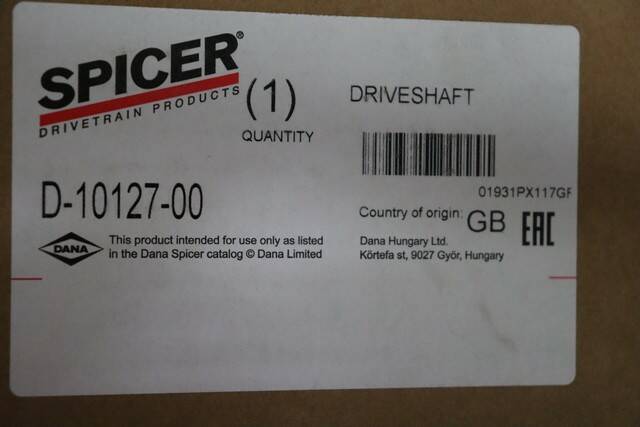 SPICER®
DRIVETRAIN PRODUCTS
(1)
QUANTITY
DRIVESHAFT
01931PX117GF
D-10127-00
Country of origin: GB
EAC
DANA
This product intended for use only as listed
in the Dana Spicer catalog © Dana Limited
Dana Hungary Ltd.
Körtefa st, 9027 Györ, Hungary